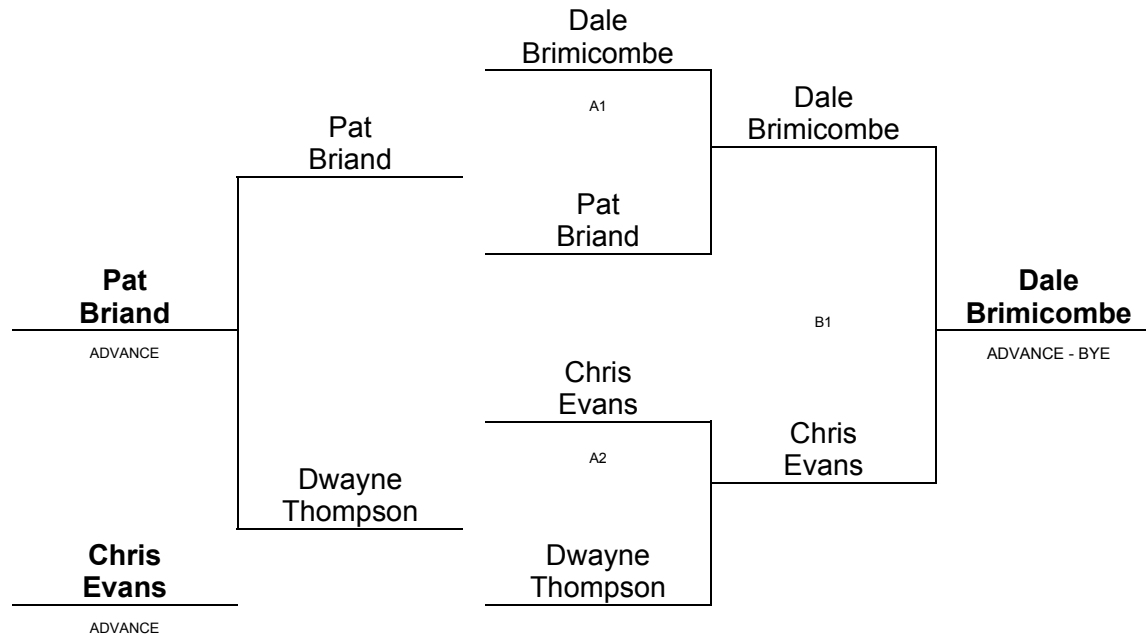 Dale
Brimicombe
A1
Dale
Brimicombe
Pat
Briand
Pat
Briand
Pat
Briand
ADVANCE
Dale
Brimicombe
ADVANCE - BYE
B1
Chris
Evans
A2
Chris
Evans
Dwayne
Thompson
Chris
Evans
ADVANCE
Dwayne
Thompson